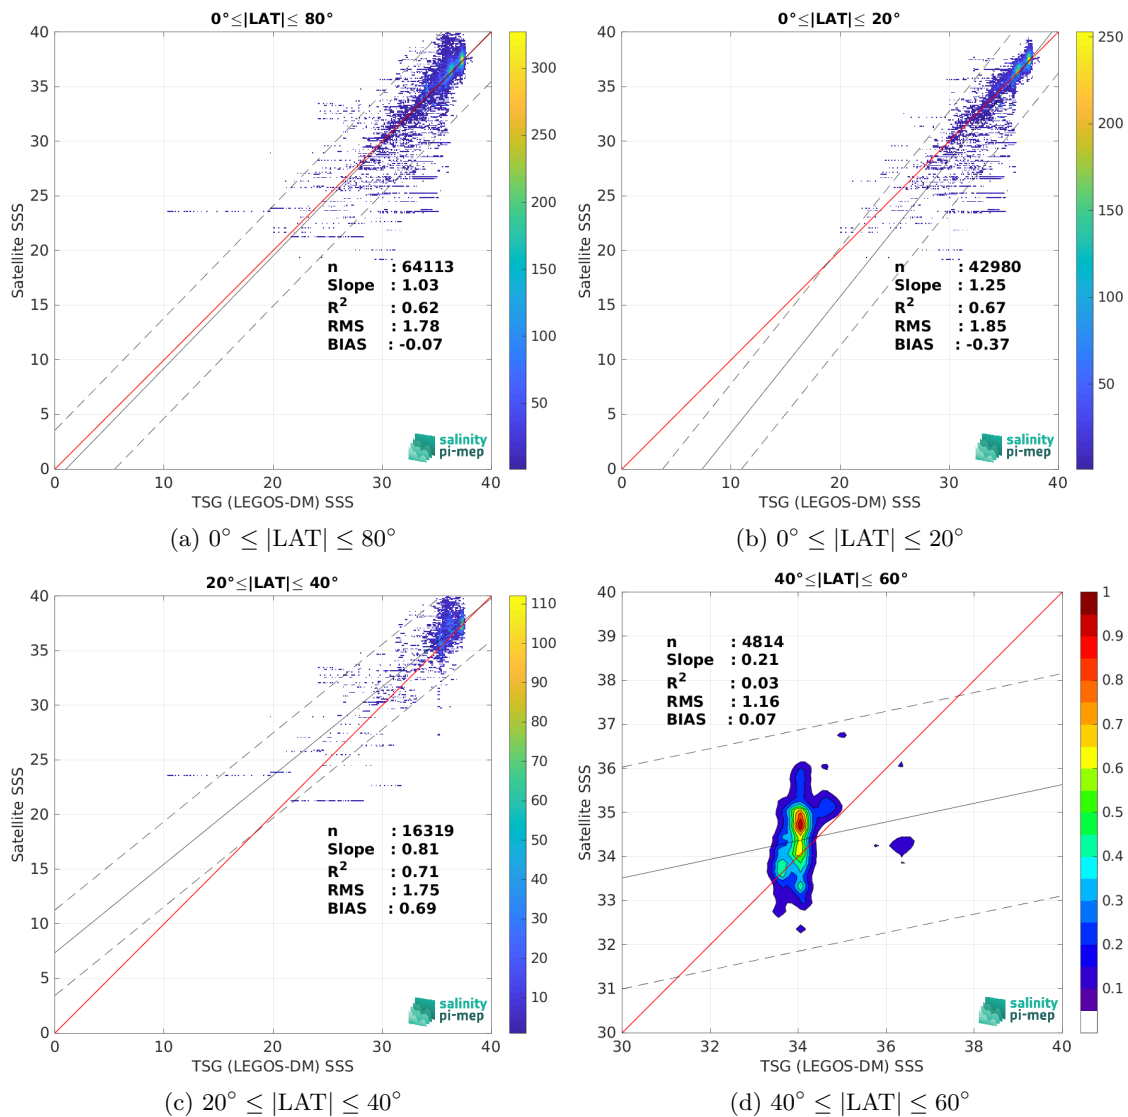 0°≤|LAT|≤ 80°
40
35
30
25
20
15
10
5
0
Satellite SSS
0
10
20
30
40
TSG (LEGOS-DM) SSS
n : 64113
Slope : 1.03
R² : 0.62
RMS : 1.78
BIAS : -0.07
salinity
pi-mep
300
250
200
150
100
50
(a) 0° ≤ |LAT| ≤ 80°
0°≤|LAT|≤ 20°
40
35
30
25
20
15
10
5
0
Satellite SSS
0
10
20
30
40
TSG (LEGOS-DM) SSS
n : 42980
Slope : 1.25
R² : 0.67
RMS : 1.85
BIAS : -0.37
salinity
pi-mep
250
200
150
100
50
(b) 0° ≤ |LAT| ≤ 20°
20°≤|LAT|≤ 40°
40
35
30
25
20
15
10
5
0
Satellite SSS
0
10
20
30
40
TSG (LEGOS-DM) SSS
n : 16319
Slope : 0.81
R² : 0.71
RMS : 1.75
BIAS : 0.69
salinity
pi-mep
110
100
90
80
70
60
50
40
30
20
10
(c) 20° ≤ |LAT| ≤ 40°
40°≤|LAT|≤ 60°
40
39
38
37
36
35
34
33
32
31
30
Satellite SSS
30
32
34
36
38
40
TSG (LEGOS-DM) SSS
n : 4814
Slope : 0.21
R² : 0.03
RMS : 1.16
BIAS : 0.07
salinity
pi-mep
1
0.9
0.8
0.7
0.6
0.5
0.4
0.3
0.2
0.1
(d) 40° ≤ |LAT| ≤ 60°